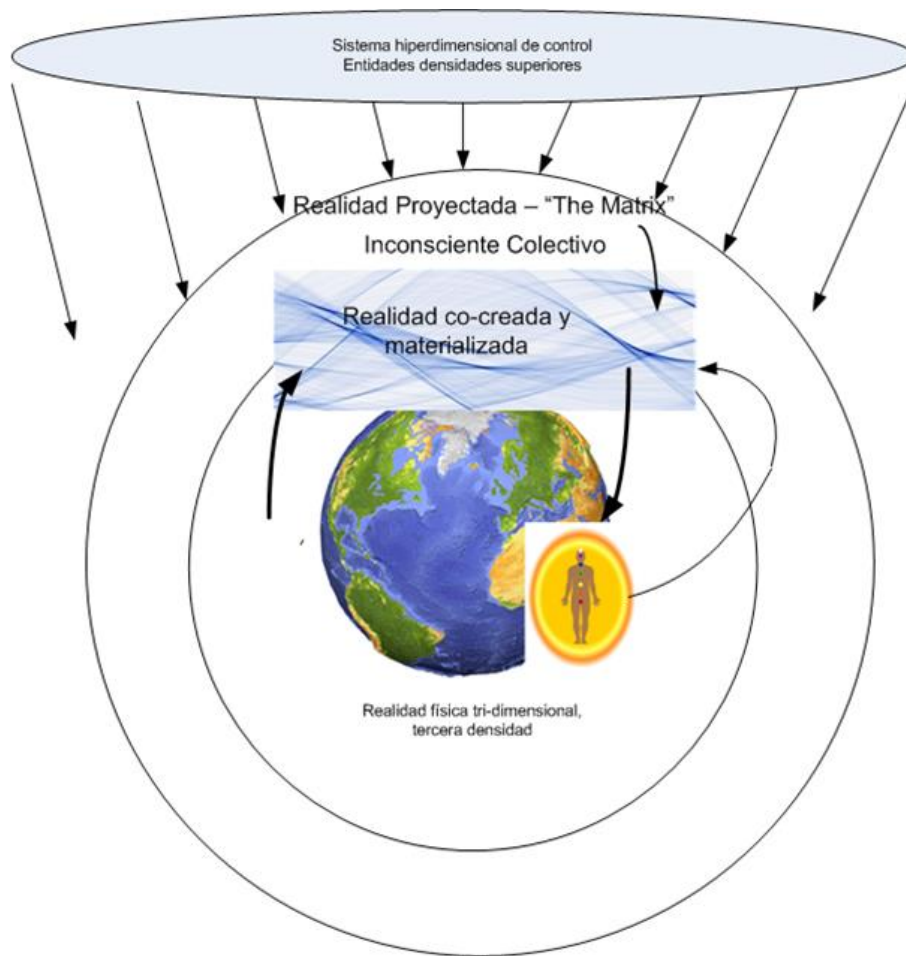 Sistema hiperdimensional de control
Entidades densidades superiores
Realidad Proyectada – “The Matrix”
Inconsciente Colectivo
Realidad co-creada y
materializada
Realidad física tri-dimensional,
tercera densidad